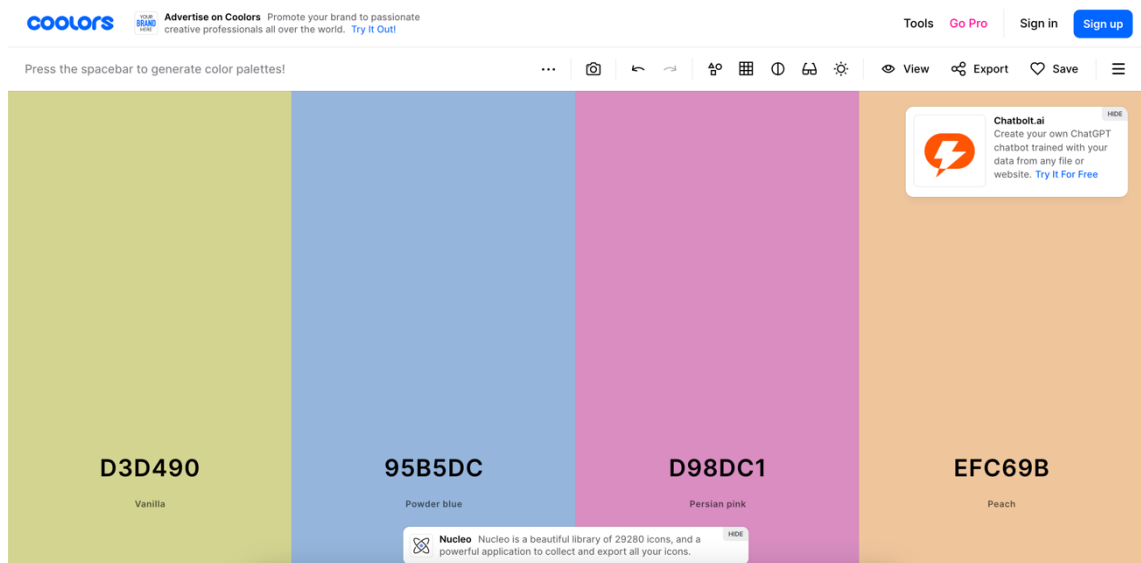 coolors
YOUR
BRAND
HERE
Advertise on Coolors Promote your brand to passionate
creative professionals all over the world. Try It Out!
Tools Go Pro Sign in Sign up
Press the spacebar to generate color palettes!
View Export Save
HIDE
Chatbolt.ai
Create your own ChatGPT
chatbot trained with your
data from any file or
website. Try It For Free
D3D490 95B5DC D98DC1 EFC69B
Vanilla Powder blue Persian pink Peach
HIDE
Nucleo Nucleo is a beautiful library of 29280 icons, and a
powerful application to collect and export all your icons.